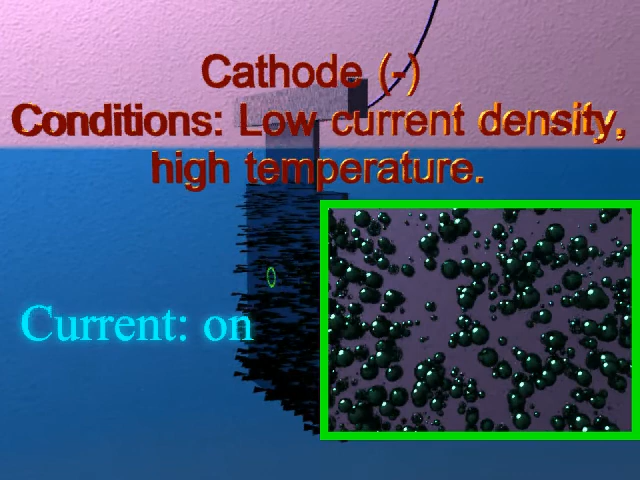 Cathode (-)
Conditions: Low current density,
high temperature.
Current: on